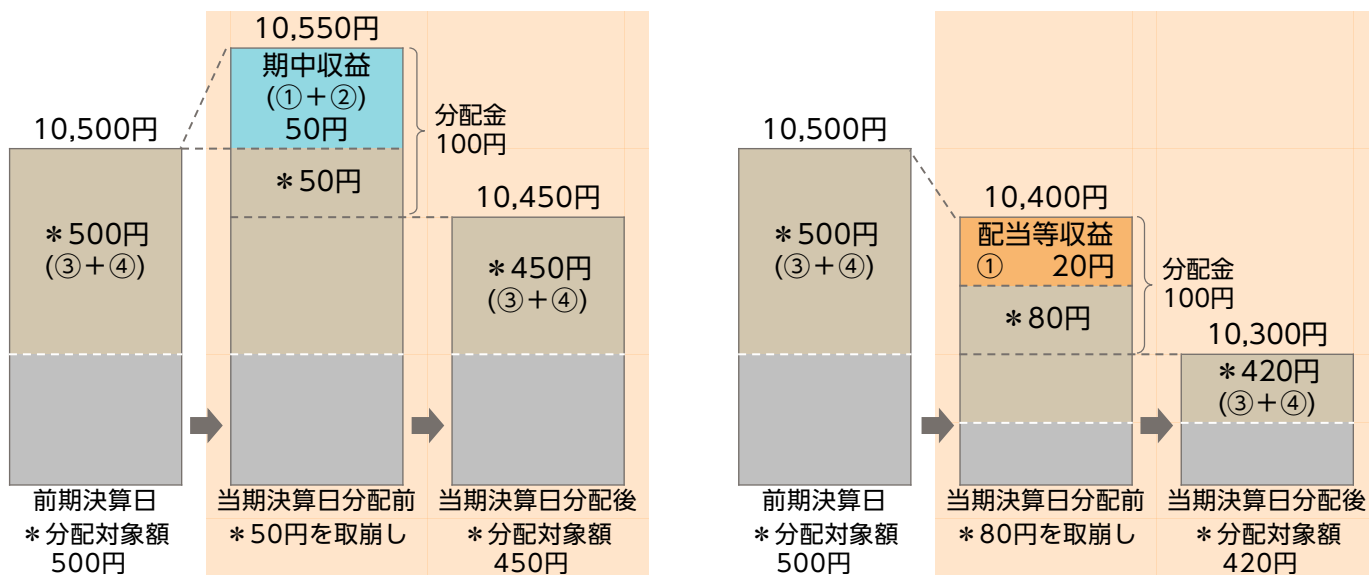 10,550円
期中収益
(①+②)
50円
分配金
100円
10,500円
*50円
10,450円
*500円
(③+④)
*450円
(③+④)
前期決算日
*分配対象額
500円
当期決算日分配前
*50円を取崩し
当期決算日分配後
*分配対象額
450円
10,500円
10,400円
*500円
(③+④)
配当等収益
① 20円
分配金
100円
*80円
10,300円
*420円
(③+④)
前期決算日
*分配対象額
500円
当期決算日分配前
*80円を取崩し
当期決算日分配後
*分配対象額
420円